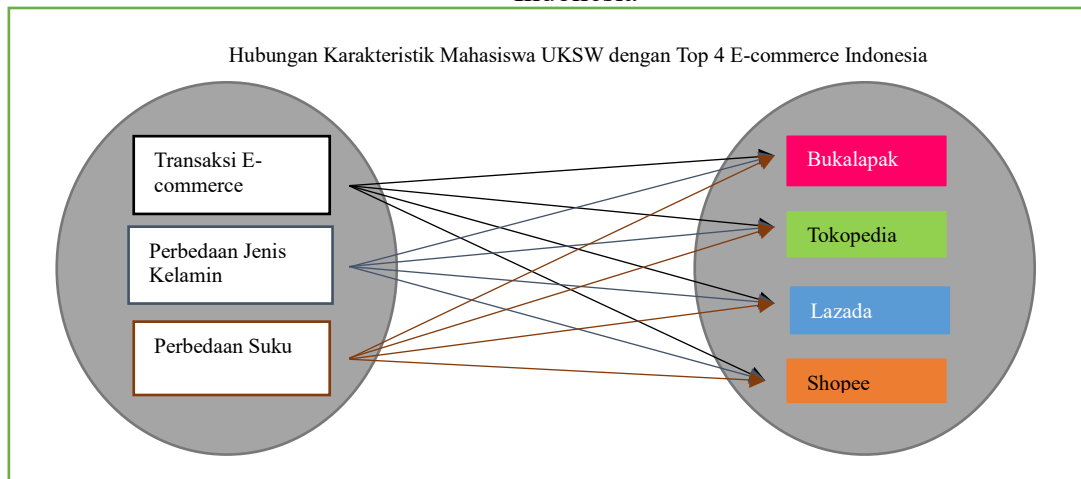 Hubungan Karakteristik Mahasiswa UKSW dengan Top 4 E-commerce Indonesia
Transaksi E-
commerce
Perbedaan Jenis
Kelamin
Perbedaan Suku
Bukalapak
Tokopedia
Lazada
Shopee